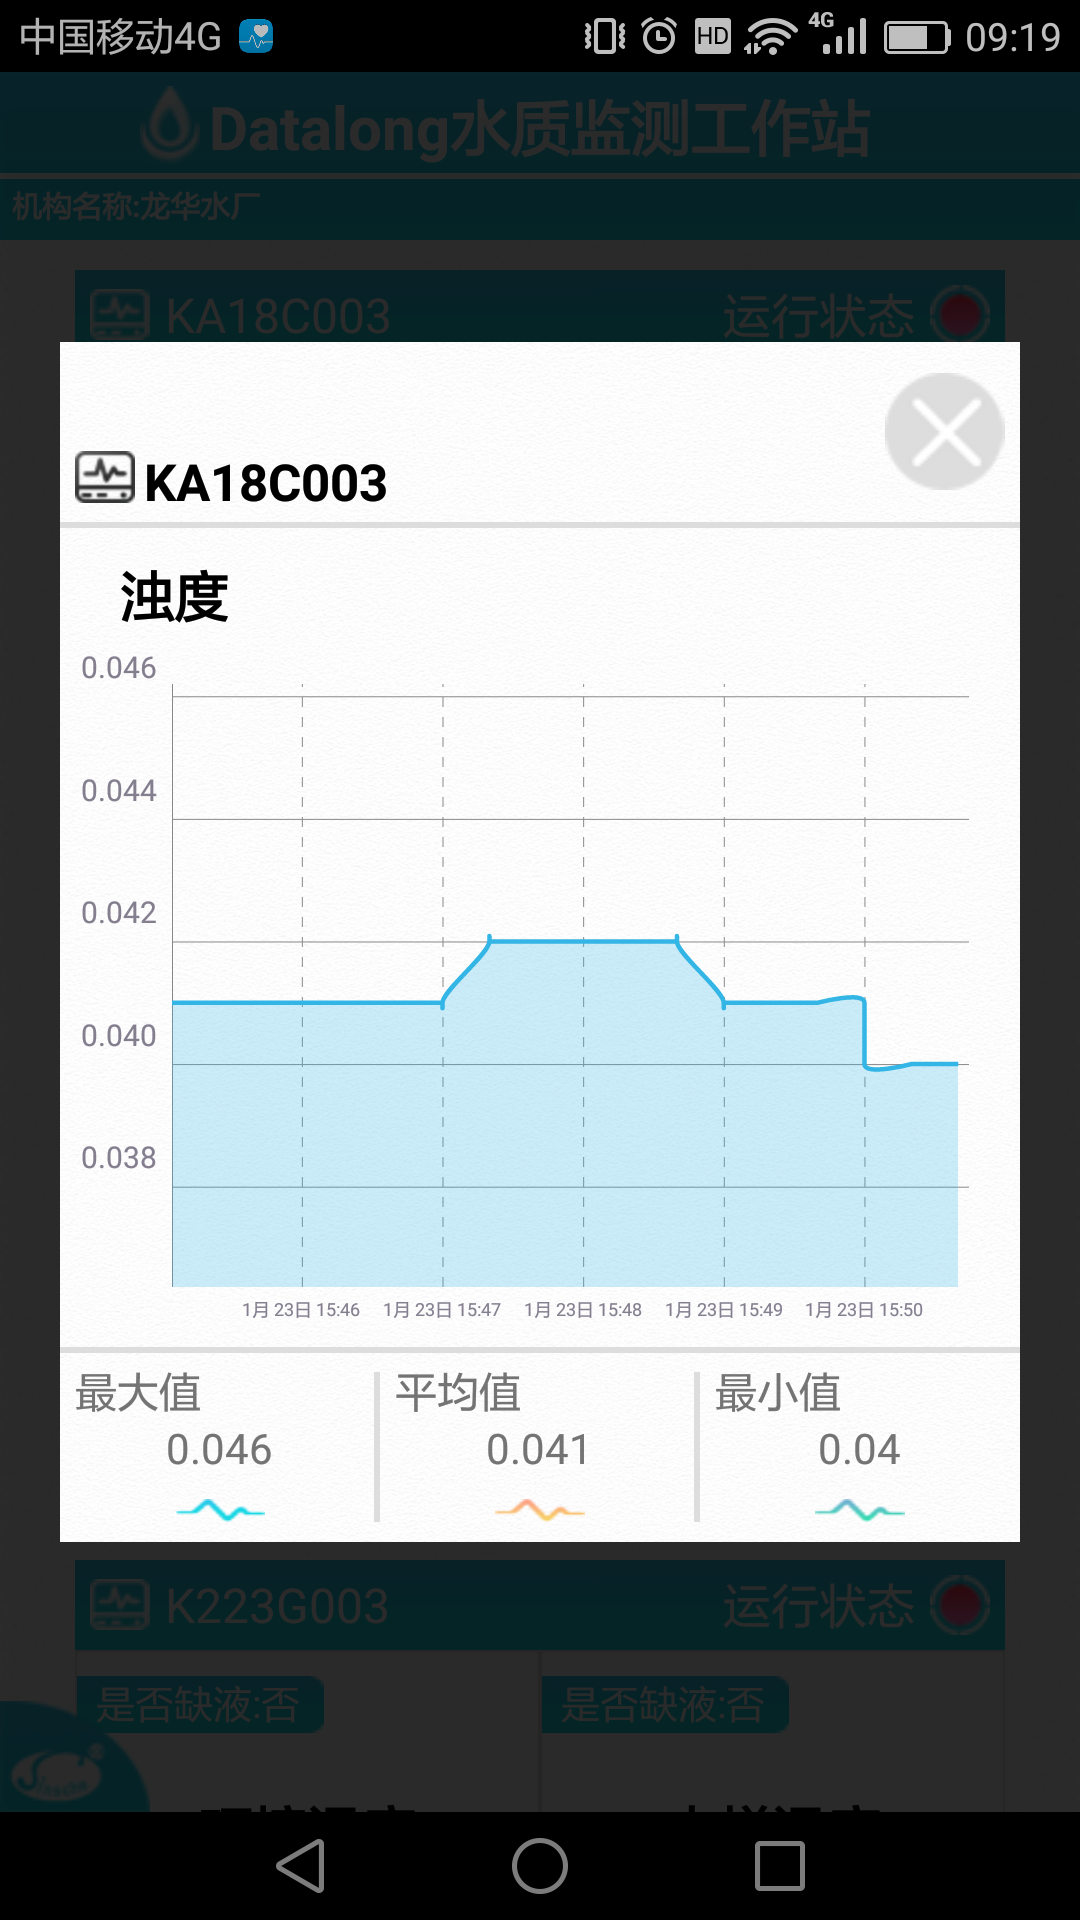 中国移动4G HD 4G 09:19
Datalong水质监测工作站
机构名称:龙华水厂
KA18C003 运行状态
KA18C003
浊度
0.046
0.044
0.042
0.040
0.038
1月 23日 15:46 1月 23日 15:47 1月 23日 15:48 1月 23日 15:49 1月 23日 15:50
最大值 平均值 最小值
0.046 0.041 0.04
K223G003 运行状态
是否缺液:否 是否缺液:否